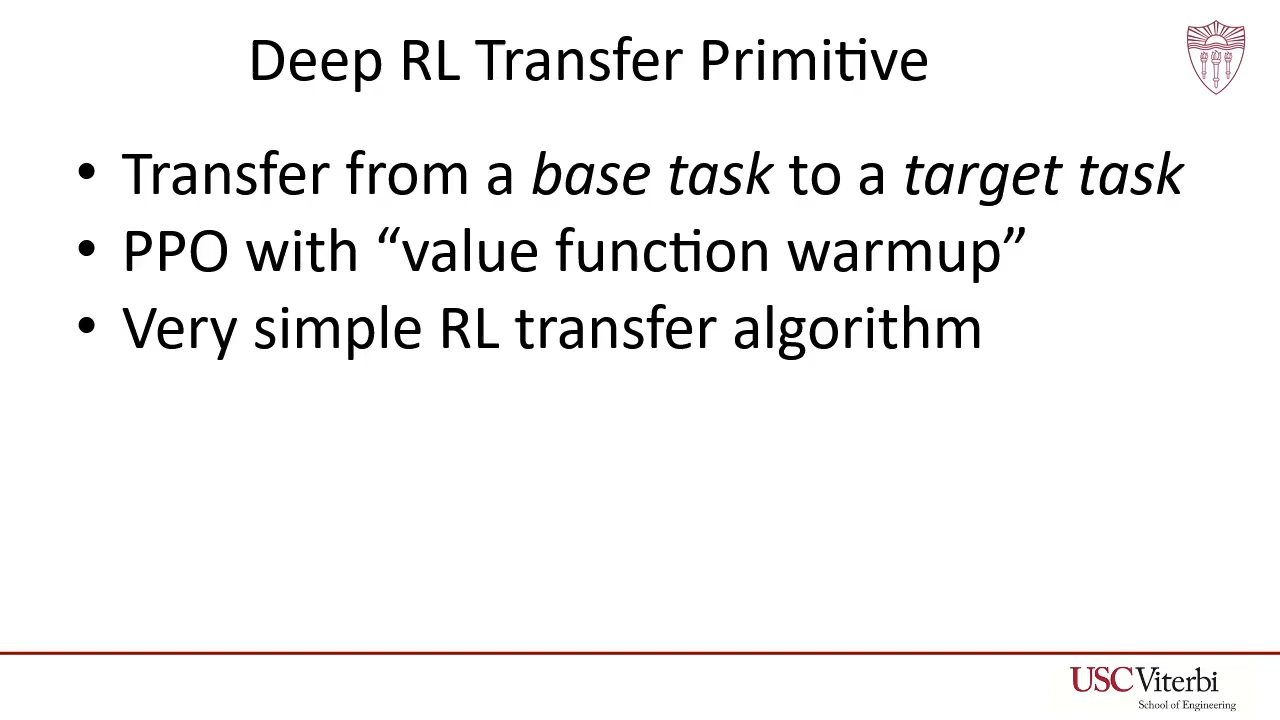 Deep RL Transfer Primitive
• Transfer from a base task to a target task
• PPO with “value function warmup”
• Very simple RL transfer algorithm
USC Viterbi
School of Engineering